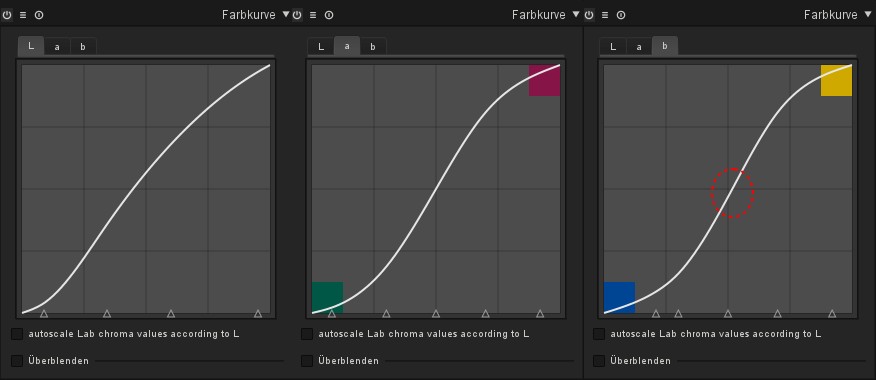 Farbkurve
L a b
autoscale Lab chroma values according to L
Überblenden
Farbkurve
L a b
autoscale Lab chroma values according to L
Überblenden
Farbkurve
L a b
autoscale Lab chroma values according to L
Überblenden